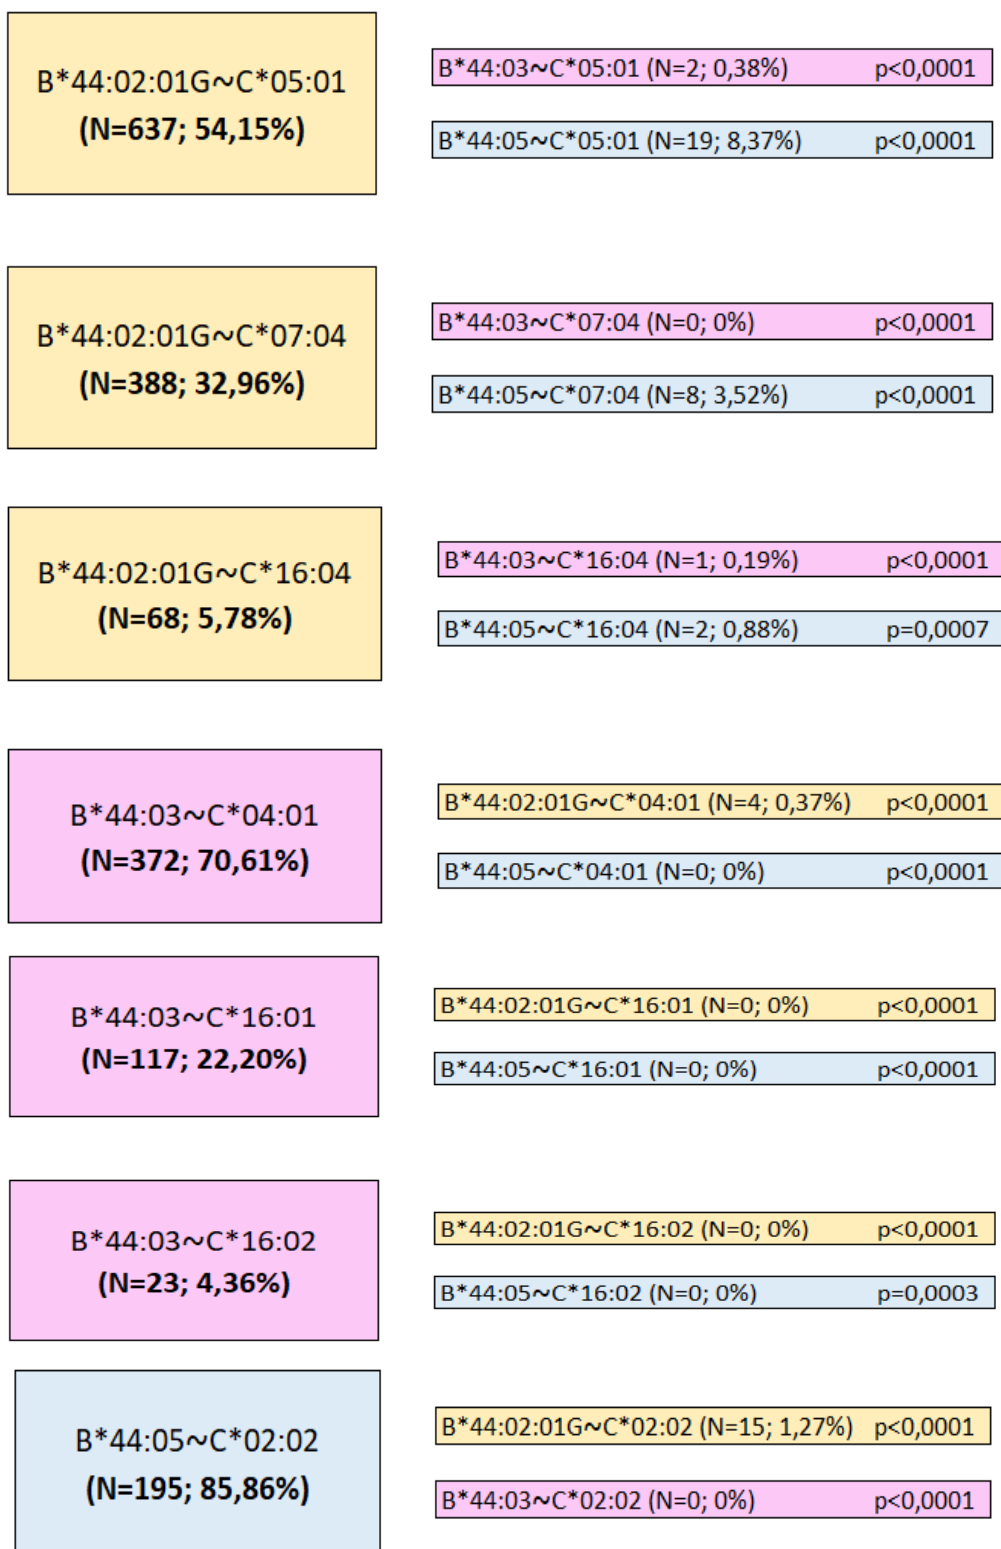 B*44:02:01G~C*05:01
(N=637; 54,15%)
B*44:03~C*05:01 (N=2; 0,38%) p<0,0001
B*44:05~C*05:01 (N=19; 8,37%) p<0,0001
B*44:02:01G~C*07:04
(N=388; 32,96%)
B*44:03~C*07:04 (N=0; 0%) p<0,0001
B*44:05~C*07:04 (N=8; 3,52%) p<0,0001
B*44:02:01G~C*16:04
(N=68; 5,78%)
B*44:03~C*16:04 (N=1; 0,19%) p<0,0001
B*44:05~C*16:04 (N=2; 0,88%) p=0,0007
B*44:03~C*04:01
(N=372; 70,61%)
B*44:02:01G~C*04:01 (N=4; 0,37%) p<0,0001
B*44:05~C*04:01 (N=0; 0%) p<0,0001
B*44:03~C*16:01
(N=117; 22,20%)
B*44:02:01G~C*16:01 (N=0; 0%) p<0,0001
B*44:05~C*16:01 (N=0; 0%) p<0,0001
B*44:03~C*16:02
(N=23; 4,36%)
B*44:02:01G~C*16:02 (N=0; 0%) p<0,0001
B*44:05~C*16:02 (N=0; 0%) p=0,0003
B*44:05~C*02:02
(N=195; 85,86%)
B*44:02:01G~C*02:02 (N=15; 1,27%) p<0,0001
B*44:03~C*02:02 (N=0; 0%) p<0,0001